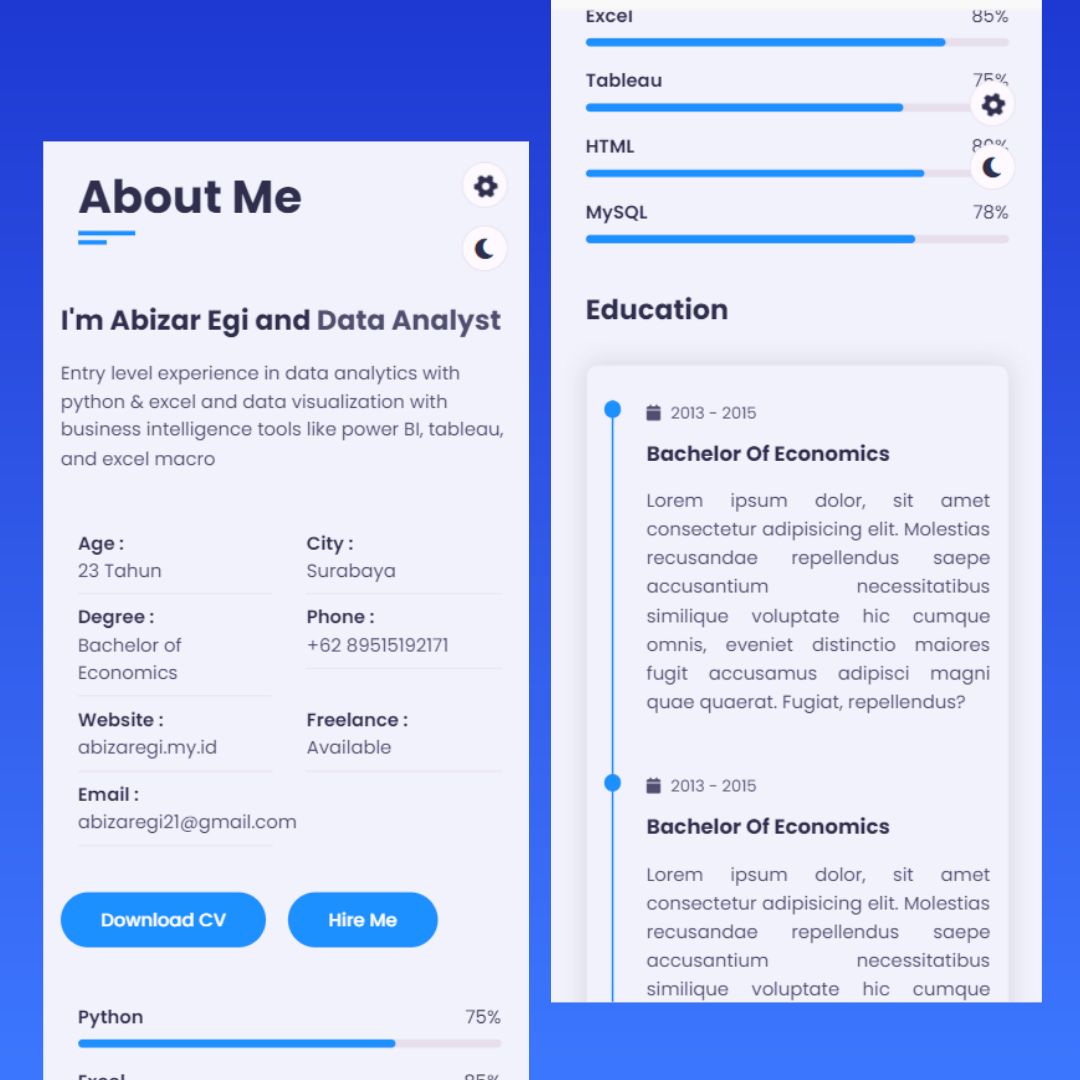 About Me
I'm Abizar Egi and Data Analyst
Entry level experience in data analytics with
python & excel and data visualization with
business intelligence tools like power BI, tableau,
and excel macro
Age :
23 Tahun
City :
Surabaya
Degree :
Bachelor of
Economics
Phone :
+62 89515192171
Website :
abizaregi.my.id
Freelance :
Available
Email :
abizaregi21@gmail.com
Download CV
Hire Me
Python 75%
Excel 85%
Excel 85%
Tableau 75%
HTML 80%
MySQL 78%
Education
2013 - 2015
Bachelor Of Economics
Lorem ipsum dolor, sit amet
consectetur adipisicing elit. Molestias
recusandae repellendus saepe
accusantium necessitatibus
similique voluptate hic cumque
omnis, eveniet distinctio maiores
fugit accusamus adipisci magni
quae quaerat. Fugiat, repellendus?
2013 - 2015
Bachelor Of Economics
Lorem ipsum dolor, sit amet
consectetur adipisicing elit. Molestias
recusandae repellendus saepe
accusantium necessitatibus
similique voluptate hic cumque